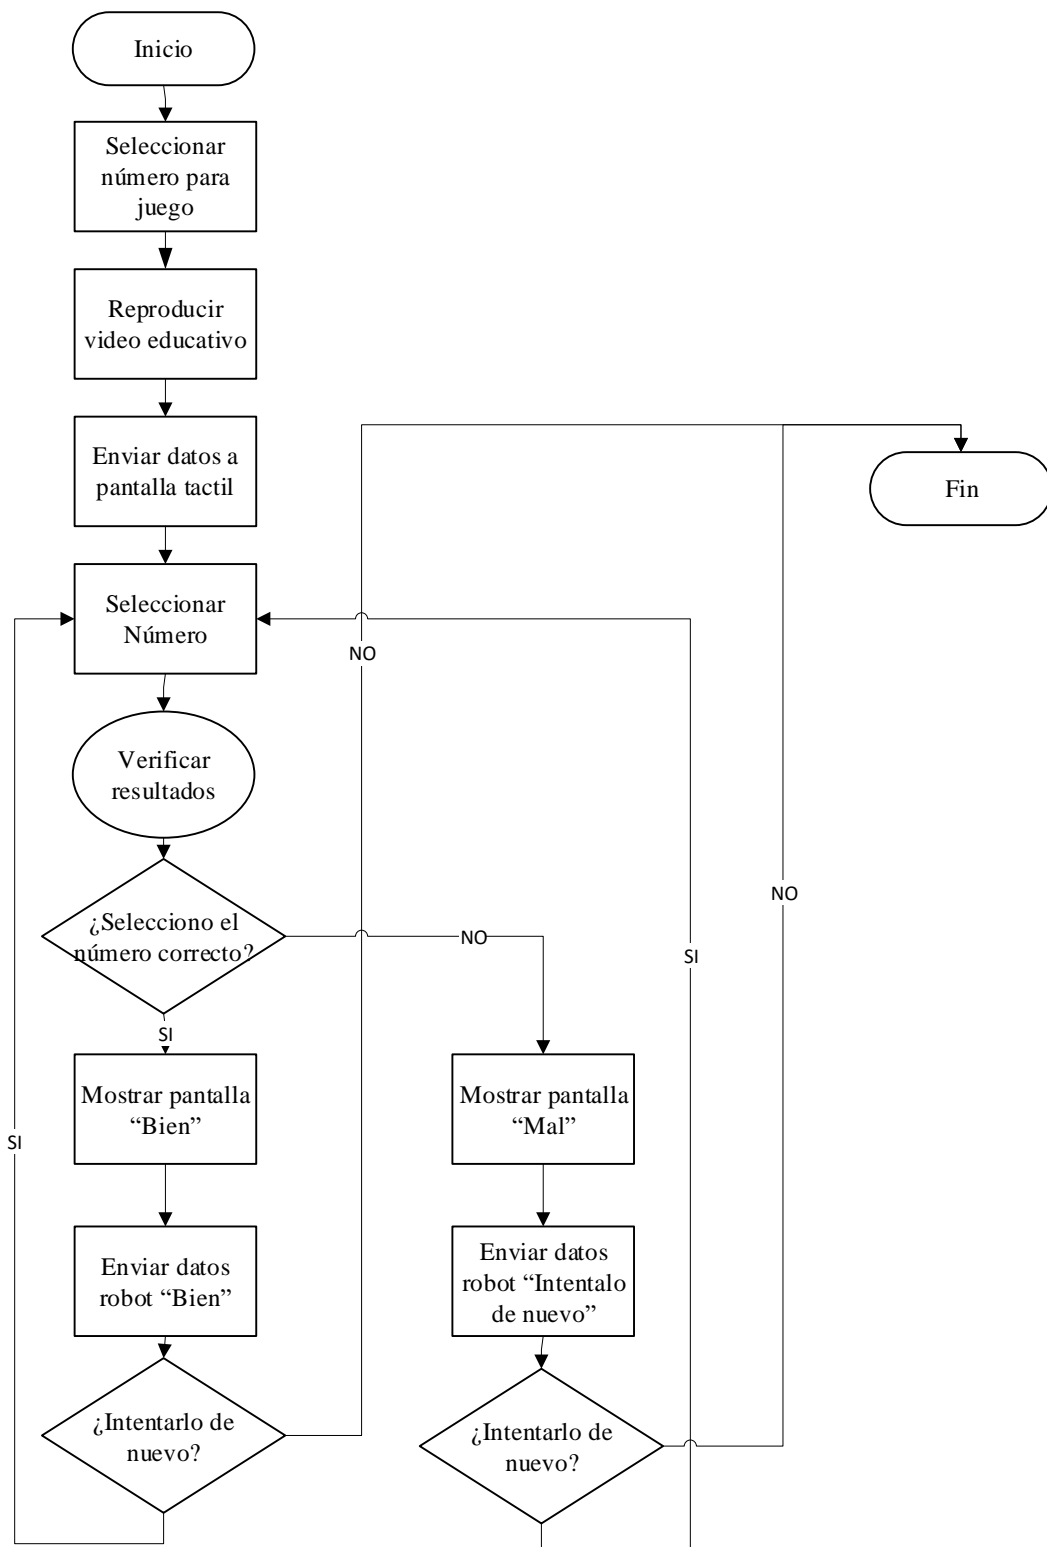 Inicio
Seleccionar
número para
juego
Reproducir
video educativo
Enviar datos a
pantalla tactil
Fin
Seleccionar
Número
NO
Verificar
resultados
NO
¿Selecciono el
número correcto?
NO
SI
SI
Mostrar pantalla
“Bien”
Mostrar pantalla
“Mal”
SI
Enviar datos
robot “Bien”
Enviar datos
robot “Intentalo
de nuevo”
¿Intentarlo de
nuevo?
¿Intentarlo de
nuevo?